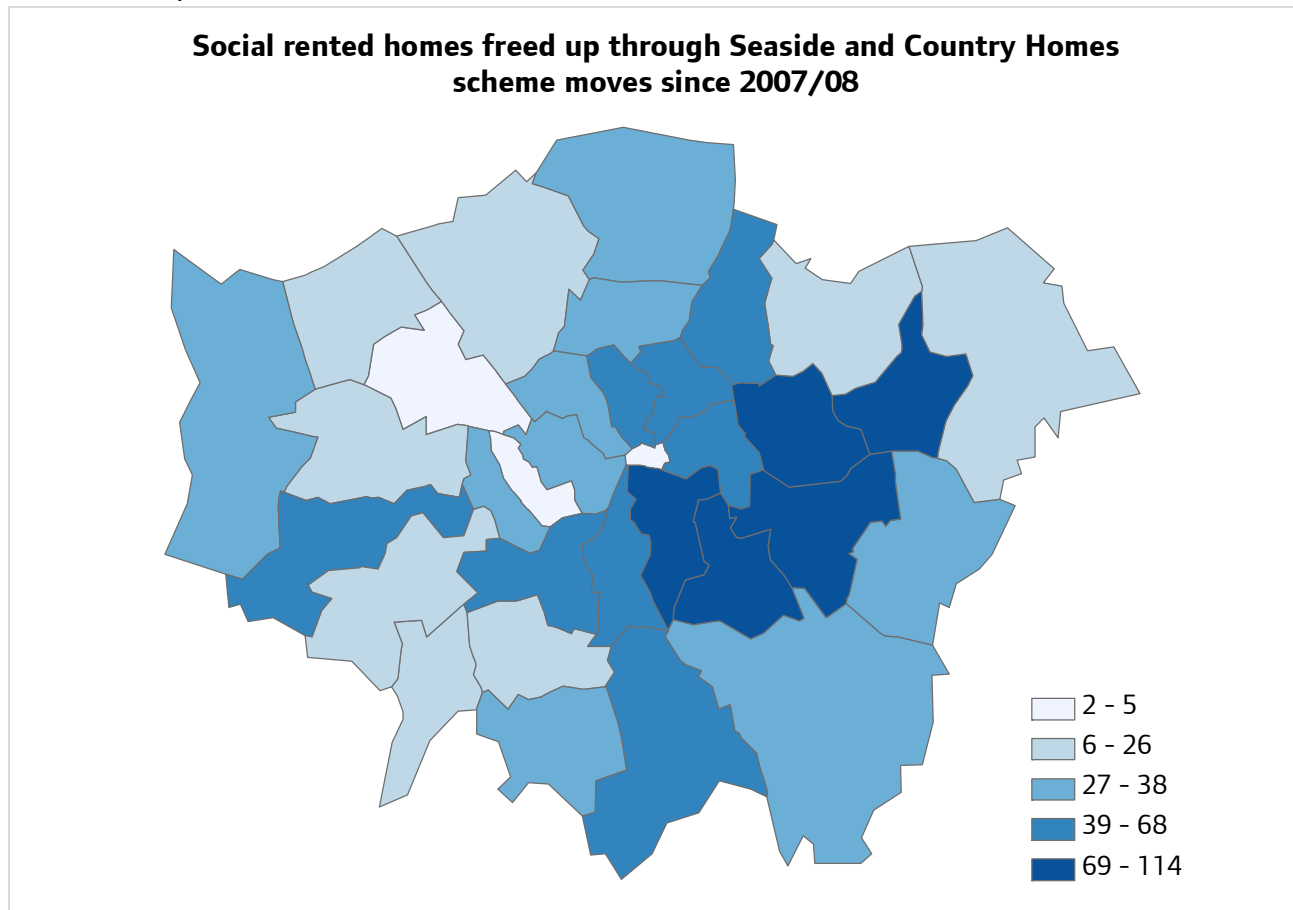 Social rented homes freed up through Seaside and Country Homes
scheme moves since 2007/08
2 - 5
6 - 26
27 - 38
39 - 68
69 - 114